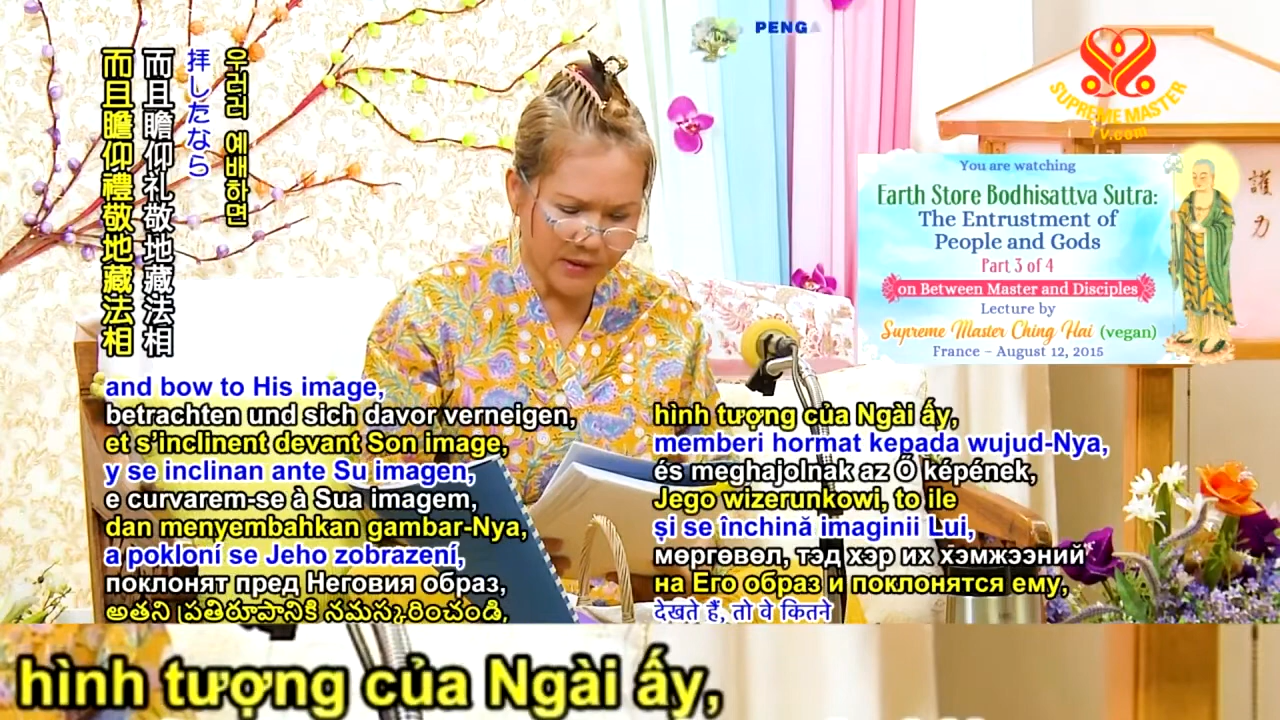 PENGA
SUPREME MASTER
TV.com
You are watching
Earth Store Bodhisattva Sutra:
The Entrustment of
People and Gods
Part 3 of 4
on Between Master and Disciples
Lecture by
Supreme Master Ching Hai (vegan)
France – August 12, 2015
護
力
우리가 예배하면
拝したなら
而且瞻仰礼敬地藏法相
而且瞻仰禮敬地藏法相
and bow to His image,
betrachten und sich davor verneigen,
et s’inclinent devant Son image,
y se inclinan ante Su imagen,
e curvarem-se à Sua imagem,
dan menyembahkan gambar-Nya,
a pokloní se Jeho zobrazení,
поклонят пред Неговия образ,
అతని ప్రతిరూపానికి నమస్కరించండి,
hình tượng của Ngài ấy,
memberi hormat kepada wujud-Nya,
és meghajolnak az Ő képének,
Jego wizerunkowi, to ile
și se închină imaginii Lui,
мөргөвөл, тэд хэр их хэмжээний
на Его образ и поклонятся ему,
देखते हैं, तो वे कितने
hình tượng của Ngài ấy,